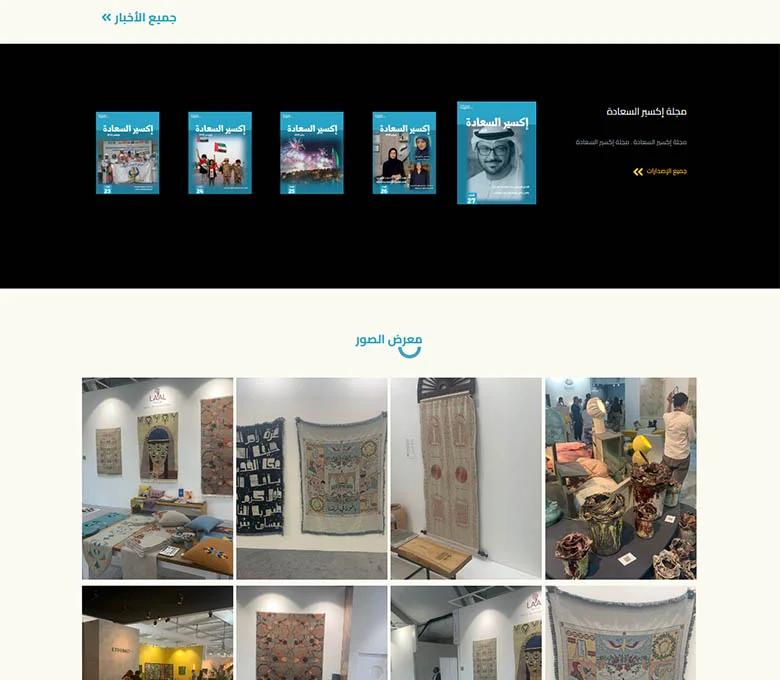 جميع الأخبار
مجلة إكسير السعادة
مجلة إكسير السعادة . مجلة إكسير السعادة
جميع الإصدارات
إكسير السعادة
27
إكسير السعادة
26
إكسير السعادة
25
إكسير السعادة
24
إكسير السعادة
23
معرض الصور
LAAL